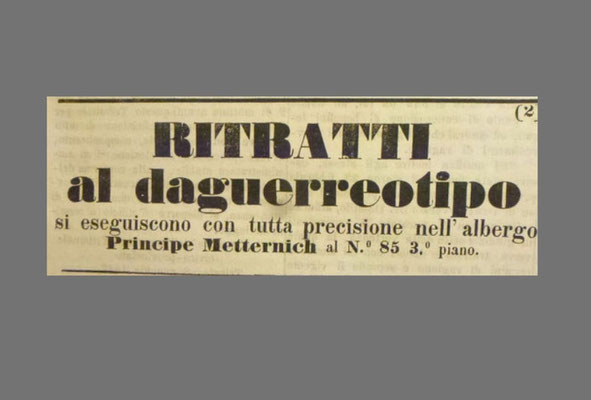 (2)
RITRATTI
al daguerreotipo
si eseguiscono con tutta precisione nell'albergo
Principe Metternich al N.º 85 3.º piano.